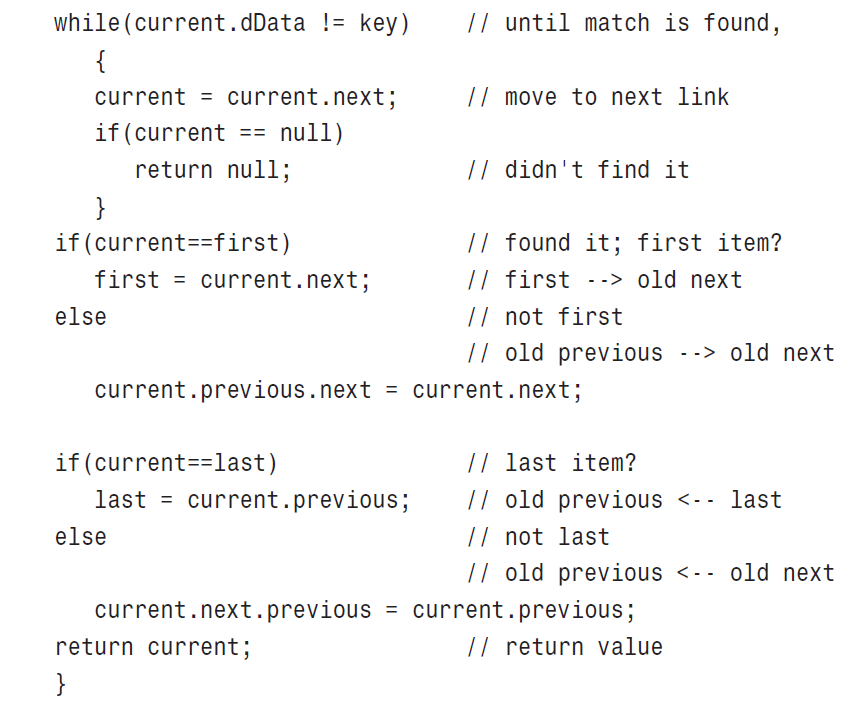 while(current.dData != key)    // until match is found,
   {
   current = current.next;     // move to next link
   if(current == null)
      return null;             // didn't find it
   }
if(current==first)             // found it; first item?
   first = current.next;       // first --> old next
else                           // not first
                               // old previous --> old next
   current.previous.next = current.next;

if(current==last)              // last item?
   last = current.previous;    // old previous <-- last
else                           // not last
                               // old previous <-- old next
   current.next.previous = current.previous;
return current;                // return value
}